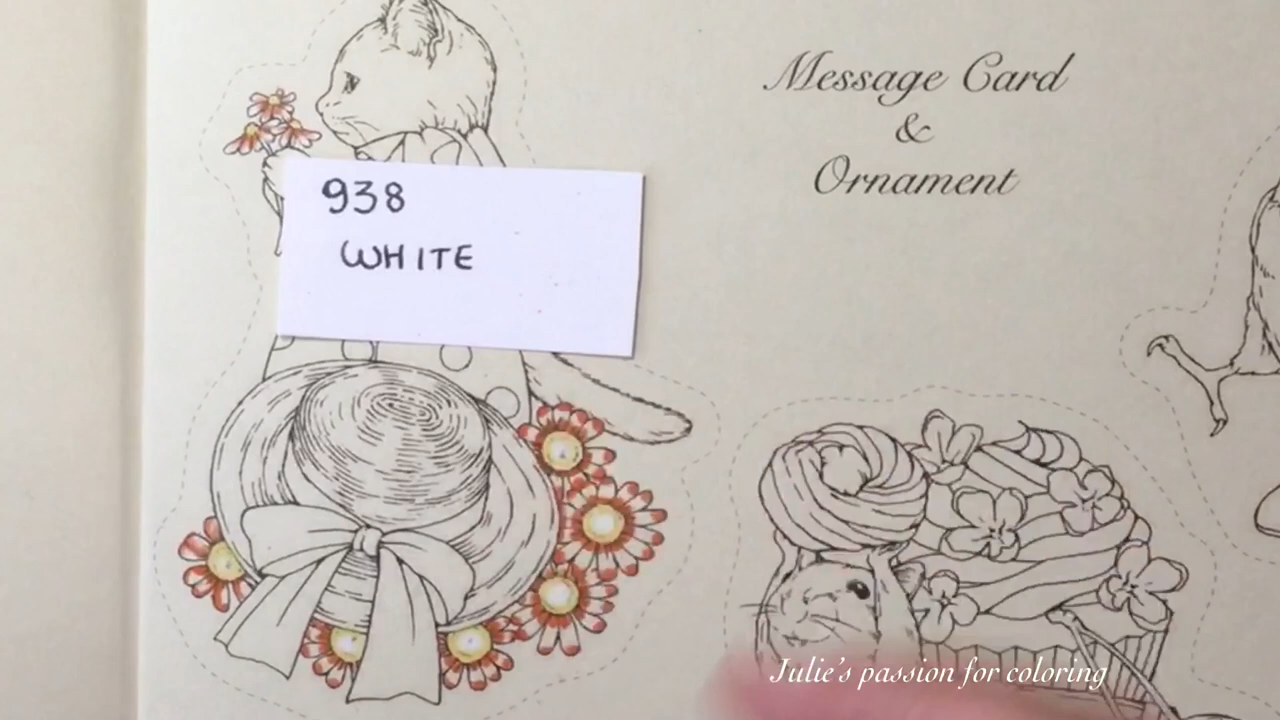 Message Card
&
Ornament
938
WHITE
Julie's passion for coloring